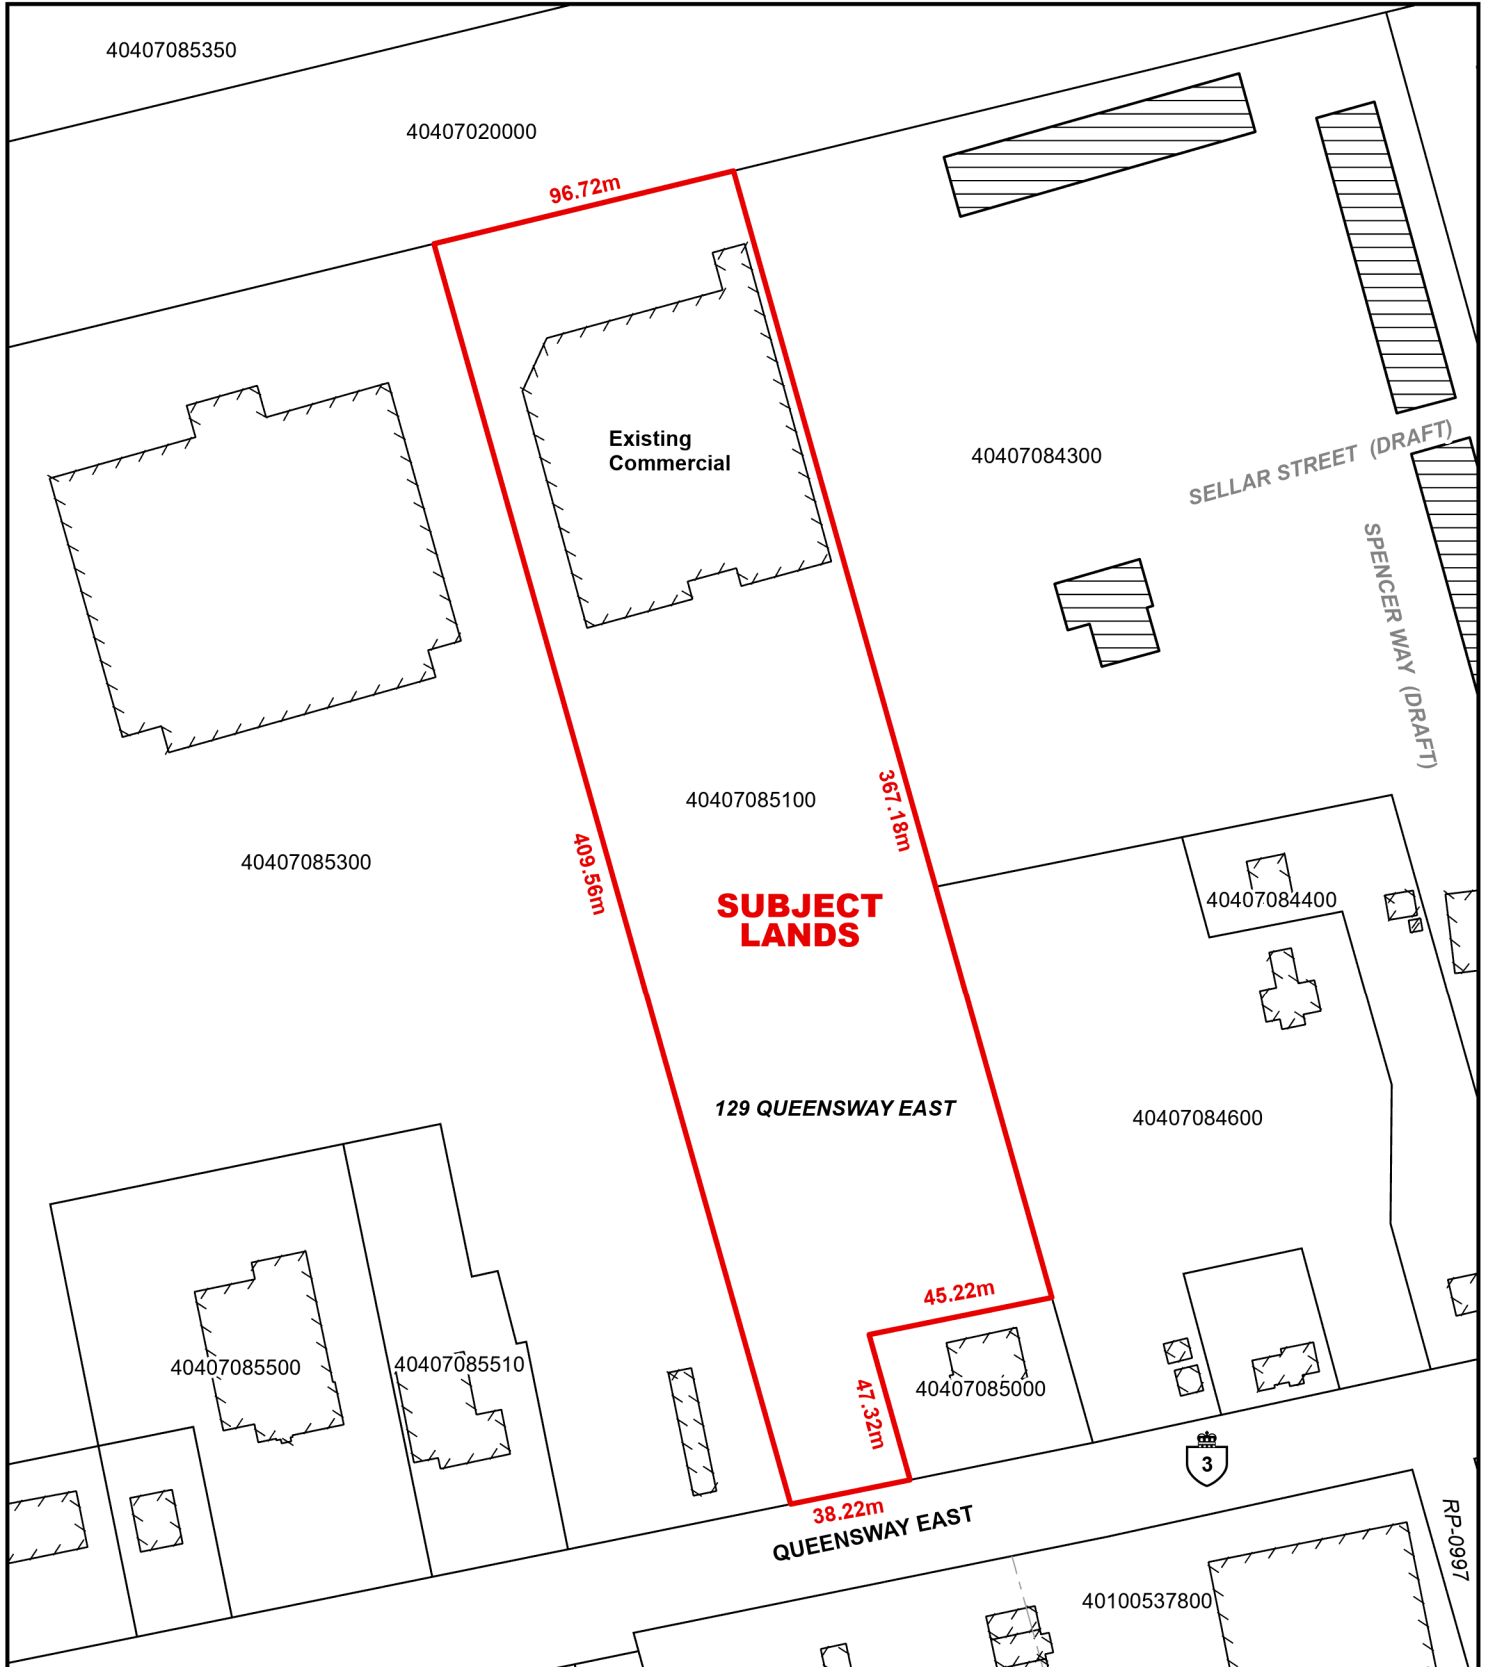 40407085350
40407020000
96.72m
Existing
Commercial
40407084300
SELLAR STREET (DRAFT)
SPENCER WAY (DRAFT)
40407085100
367.18m
409.56m
40407085300
SUBJECT
LANDS
40407084400
129 QUEENSWAY EAST
40407084600
45.22m
40407085500
40407085510
40407085000
47.32m
3
38.22m
QUEENSWAY EAST
RP-0997
40100537800